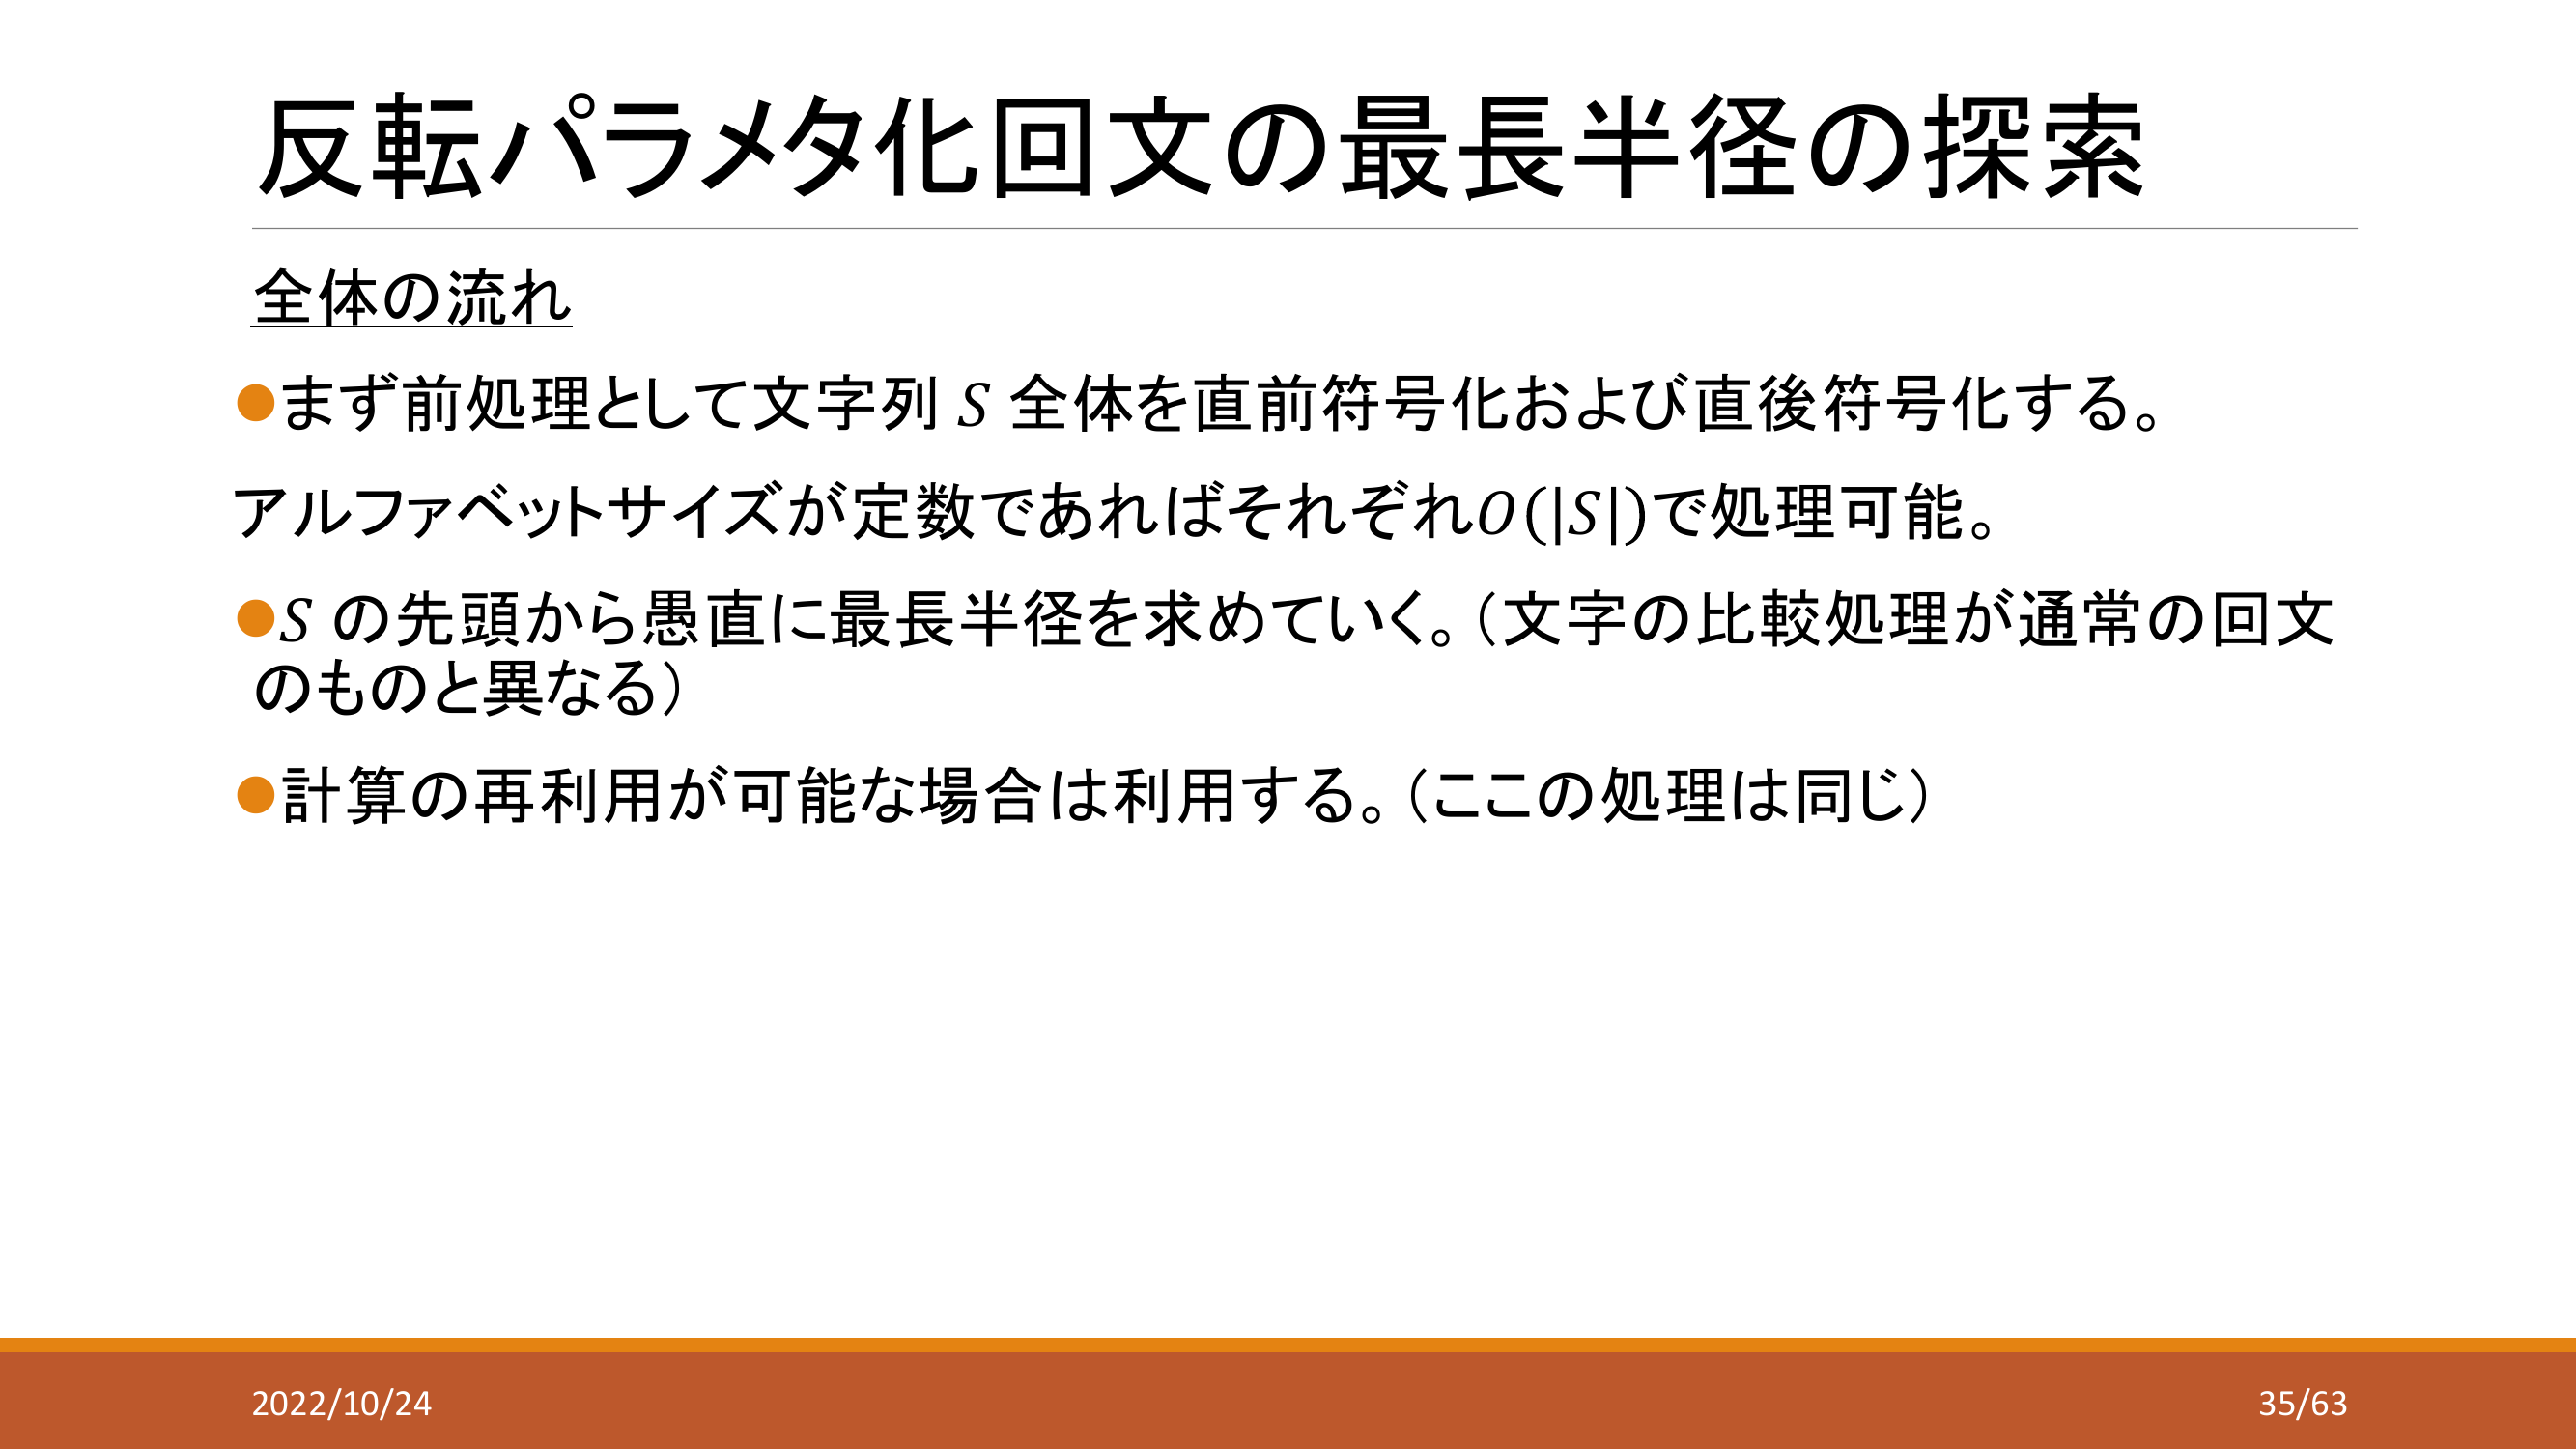 反転パラメタ化回文の最長半径の探索
全体の流れ
●まず前処理として文字列 S 全体を直前符号化および直後符号化する。
アルファベットサイズが定数であればそれぞれO(|S|)で処理可能。
●S の先頭から愚直に最長半径を求めていく。（文字の比較処理が通常の回文
のものと異なる）
●計算の再利用が可能な場合は利用する。（ここの処理は同じ）
2022/10/24
35/63